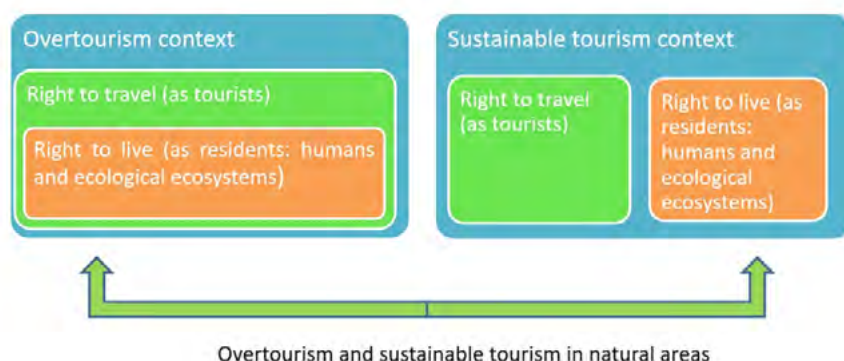 Overtourism context
Right to travel (as tourists)
Right to live (as residents: humans
and ecological ecosystems)
Sustainable tourism context
Right to travel
(as tourists)
Right to live (as
residents:
humans and
ecological
ecosystems)
Overtourism and sustainable tourism in natural areas